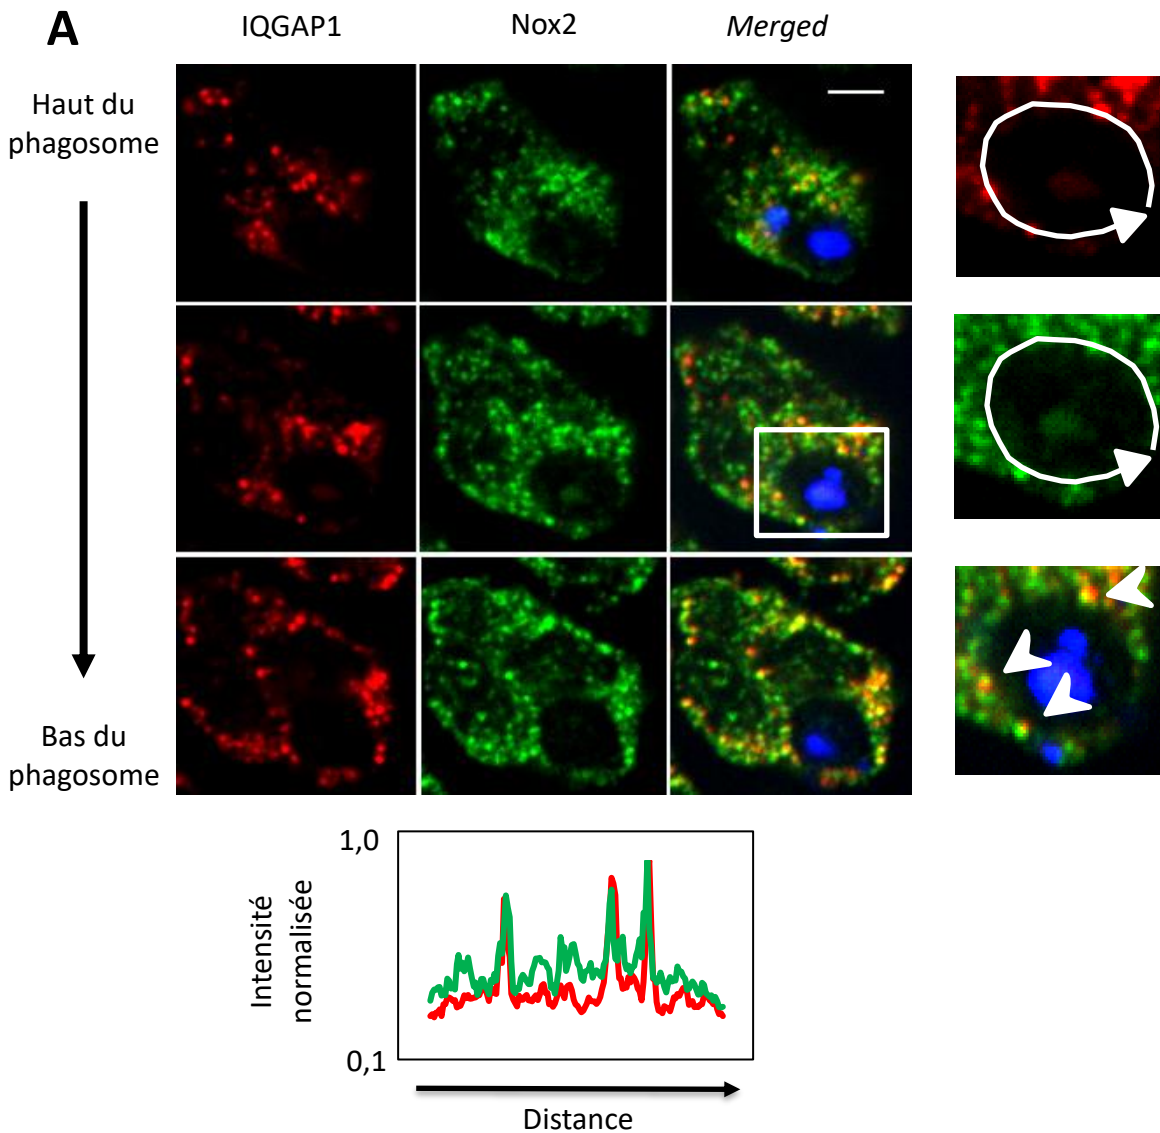 A
IQGAP1
Nox2
Merged
Haut du
phagosome
Bas du
phagosome
1,0
Intensité
normalisée
0,1
Distance